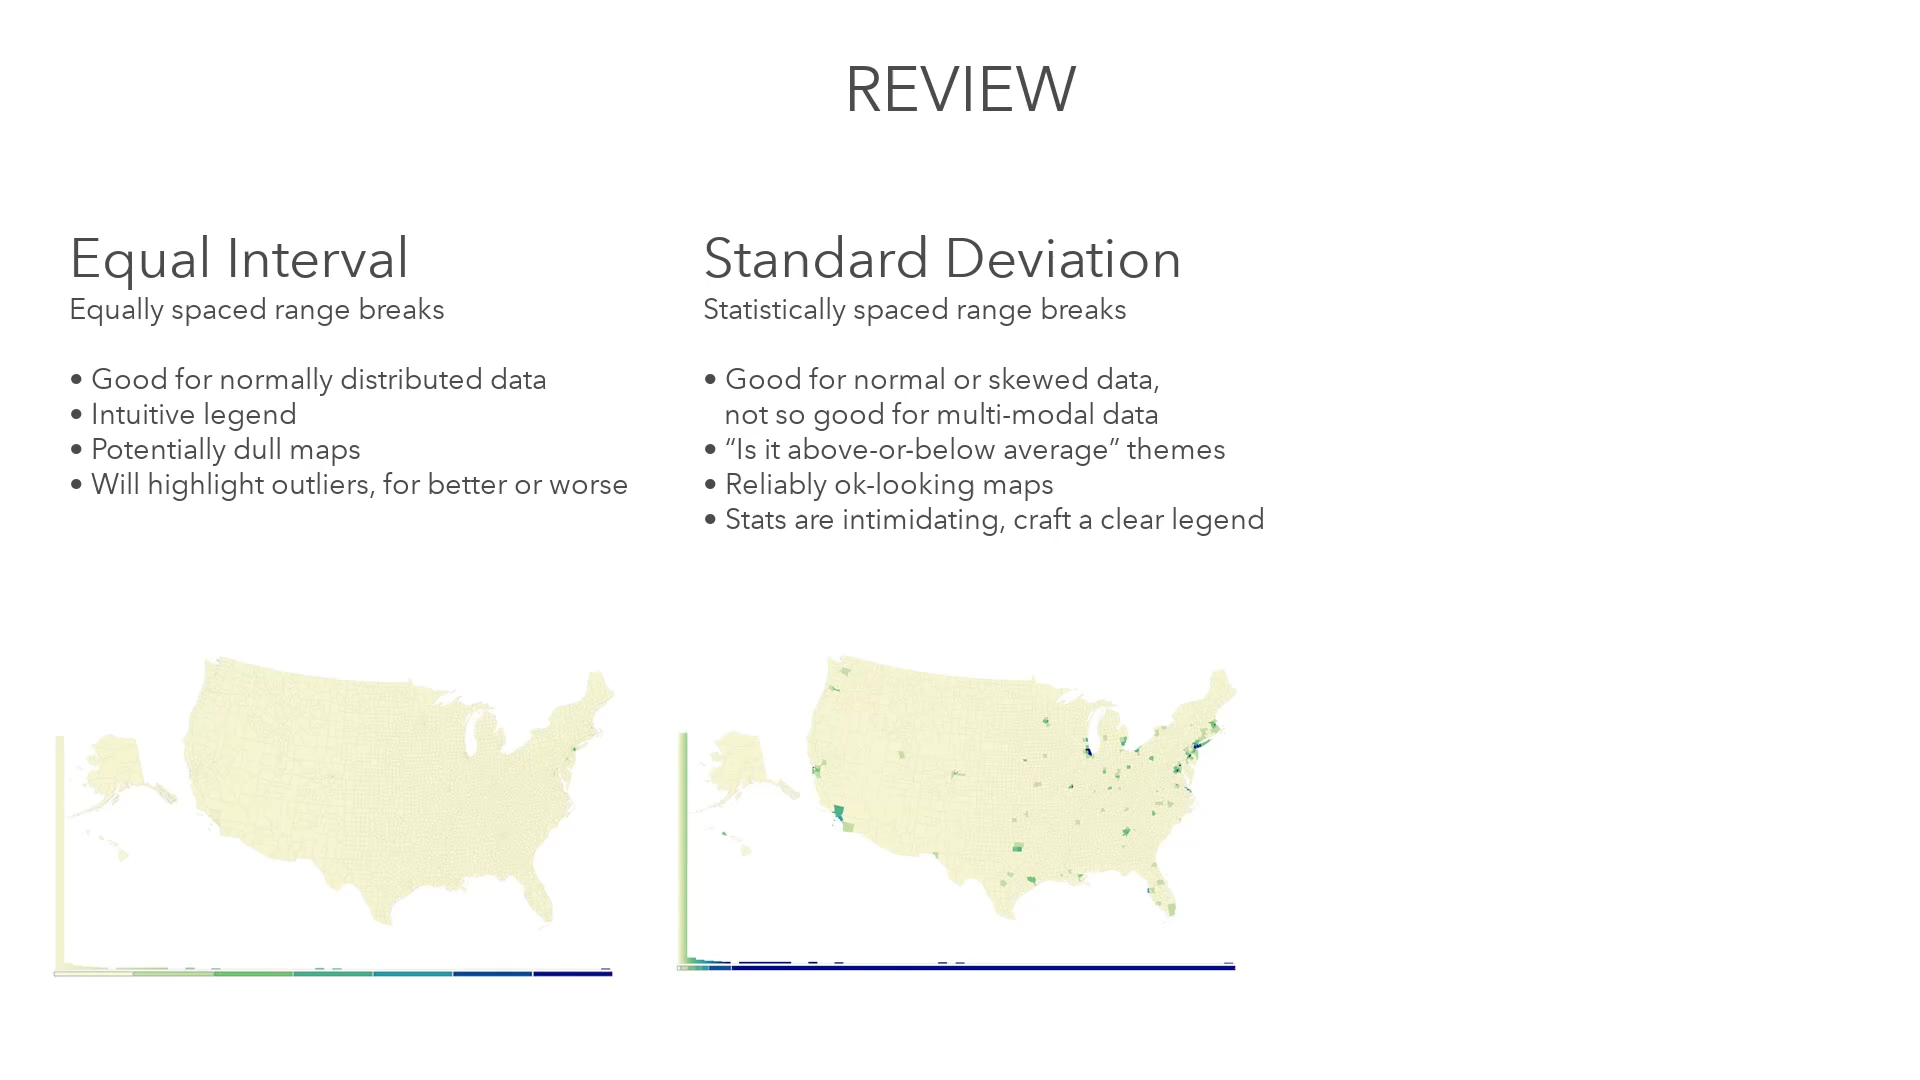 REVIEW
Equal Interval
Equally spaced range breaks
• Good for normally distributed data
• Intuitive legend
• Potentially dull maps
• Will highlight outliers, for better or worse
Standard Deviation
Statistically spaced range breaks
• Good for normal or skewed data,
not so good for multi-modal data
• “Is it above-or-below average” themes
• Reliably ok-looking maps
• Stats are intimidating, craft a clear legend